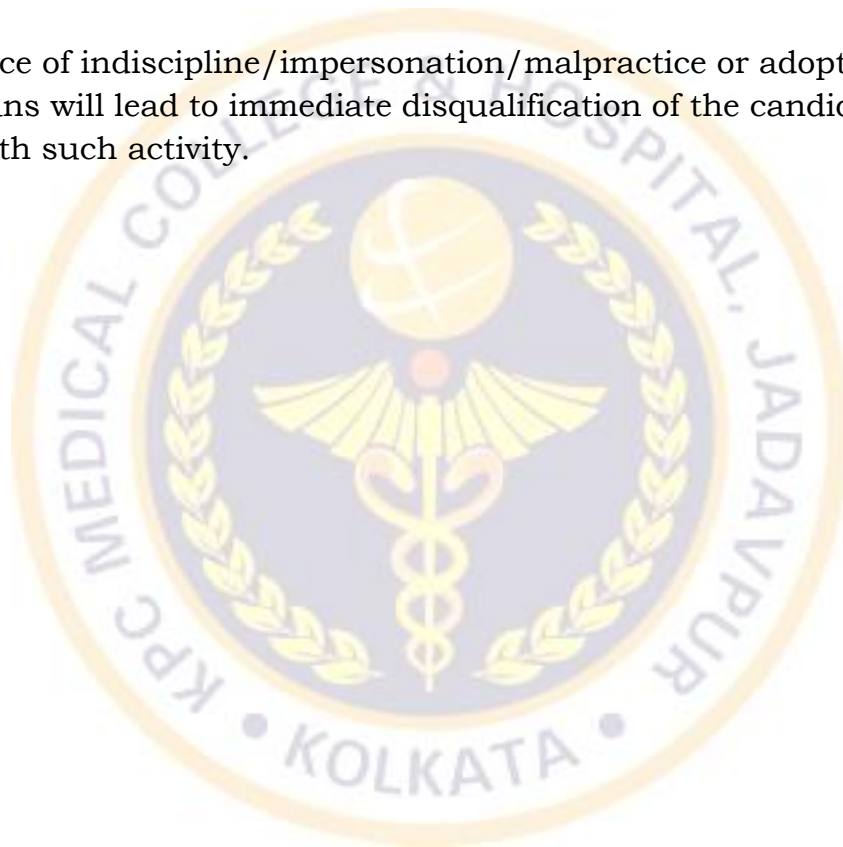 ce of indiscipline/impersonation/malpractice or adopt
ns will lead to immediate disqualification of the candid
th such activity.
KPC MEDICAL COLLEGE & HOSPITAL, JADAVPUR
• KOLKATA •